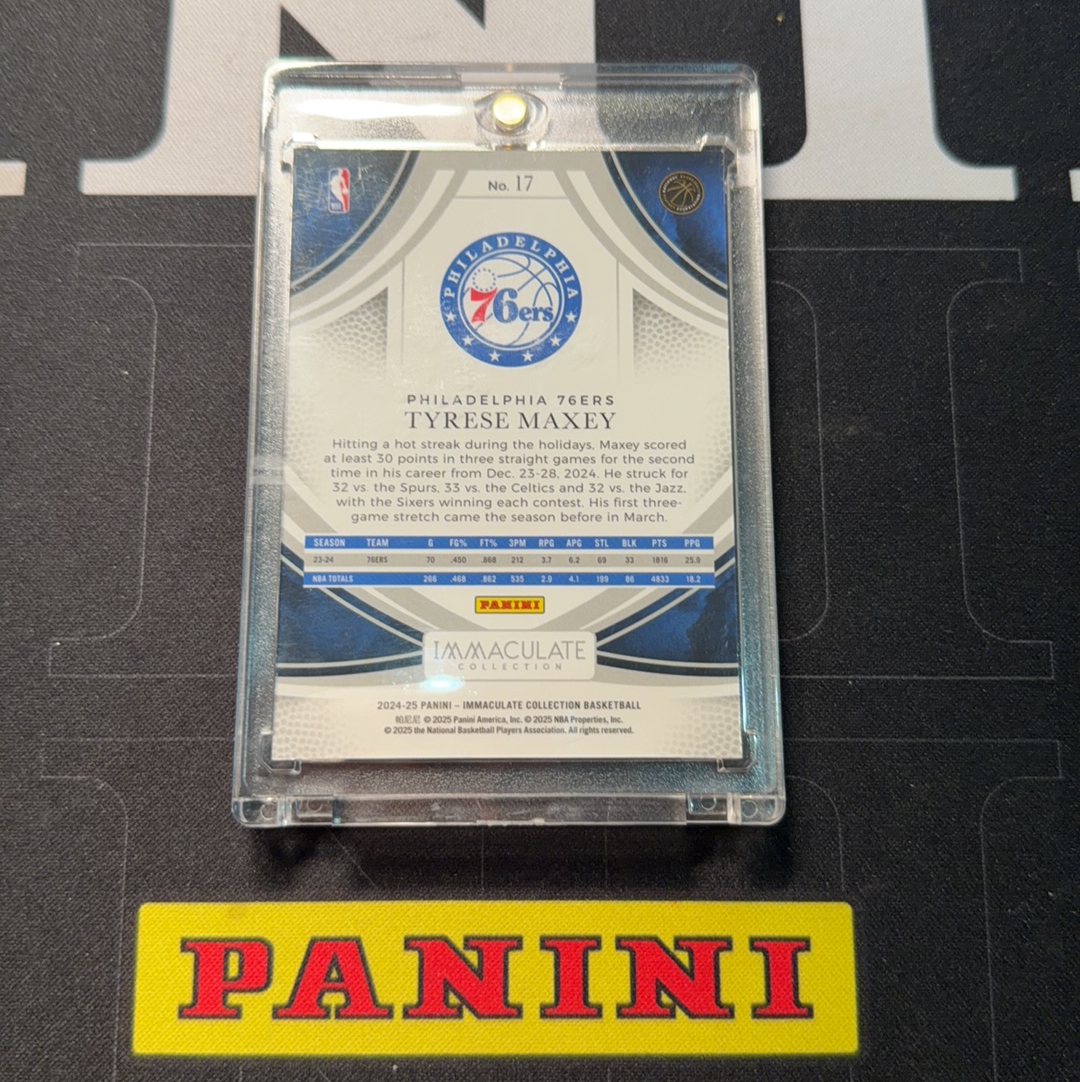 No. 17
PHILADELPHIA
76ers
PHILADELPHIA 76ERS
TYRESE MAXEY
Hitting a hot streak during the holidays, Maxey scored
at least 30 points in three straight games for the second
time in his career from Dec. 23-28, 2024. He struck for
32 vs. the Spurs, 33 vs. the Celtics and 32 vs. the Jazz,
with the Sixers winning each contest. His first three-
game stretch came the season before in March.
SEASON TEAM G FG% FT% 3PM RPG APG STL BLK PTS PPG
23-24 76ERS 70 .450 .868 212 3.7 6.2 69 33 1816 25.9
NBA TOTALS 266 .468 .862 535 2.9 4.1 199 86 4833 18.2
PANINI
IMMACULATE
COLLECTION
2024-25 PANINI – IMMACULATE COLLECTION BASKETBALL
帕尼尼 © 2025 Panini America, Inc. © 2025 NBA Properties, Inc.
© 2025 the National Basketball Players Association. All rights reserved.
PANINI